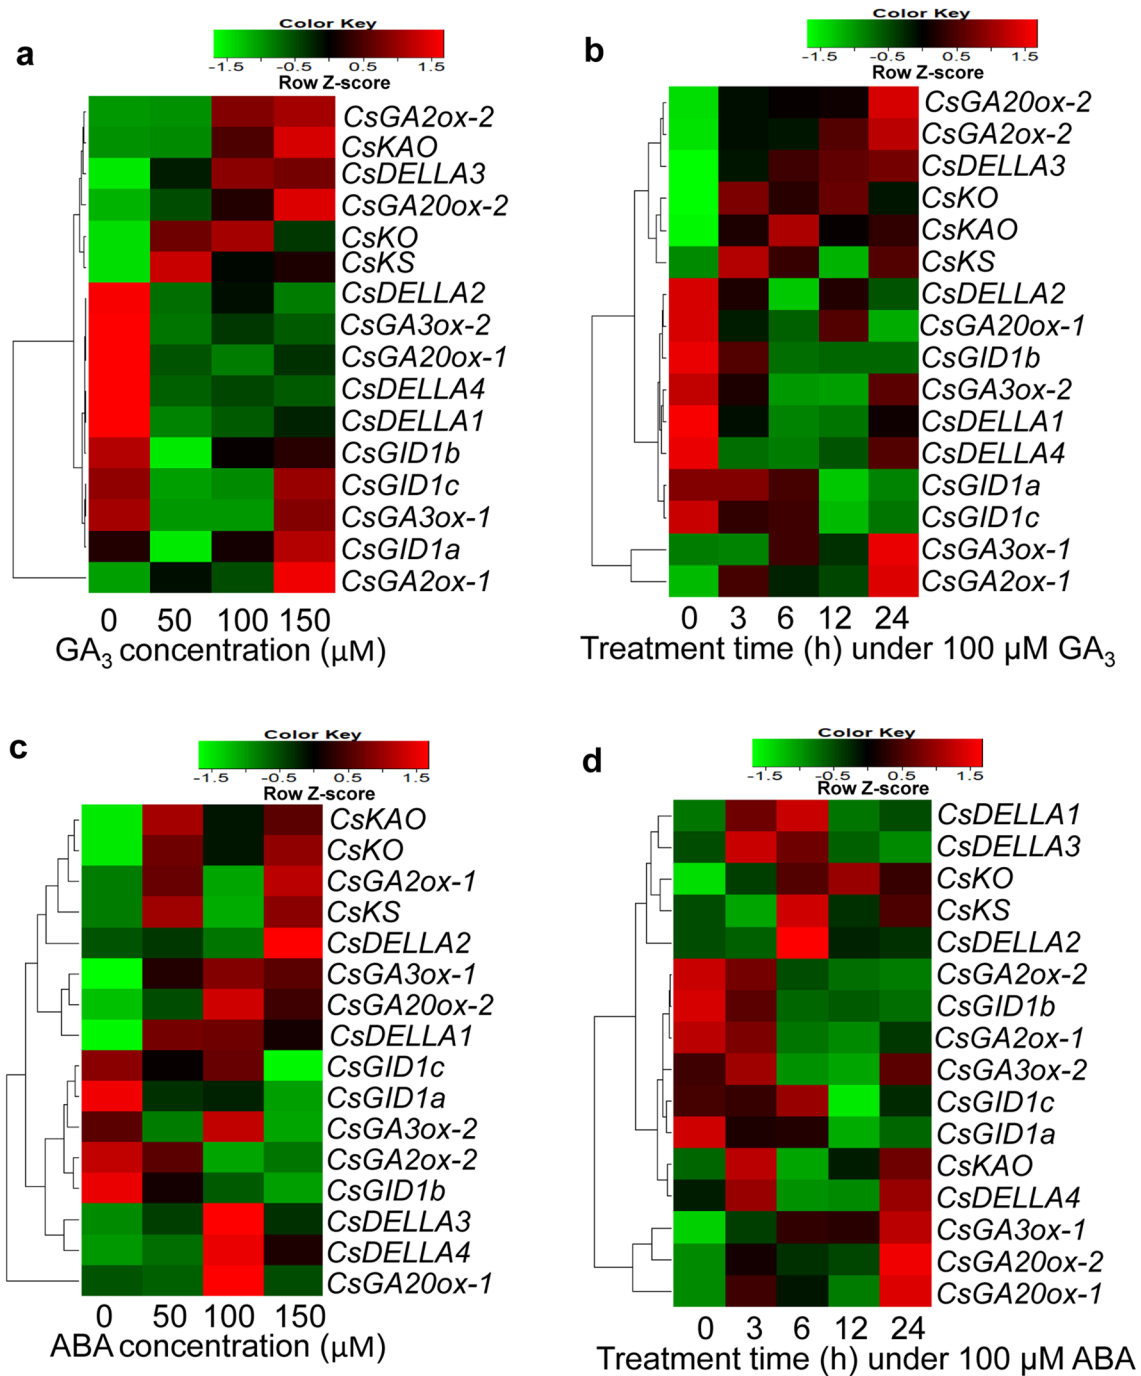 a
Color Key
-1.5 -0.5 0.5 1.5
Row Z-score
CsGA2ox-2
CsKAO
CsDELLA3
CsGA20ox-2
CsKO
CsKS
CsDELLA2
CsGA3ox-2
CsGA20ox-1
CsDELLA4
CsDELLA1
CsGID1b
CsGID1c
CsGA3ox-1
CsGID1a
CsGA2ox-1
0 50 100 150
GA3 concentration (µM)
b
Color Key
-1.5 -0.5 0.5 1.5
Row Z-score
CsGA20ox-2
CsGA2ox-2
CsDELLA3
CsKO
CsKAO
CsKS
CsDELLA2
CsGA20ox-1
CsGID1b
CsGA3ox-2
CsDELLA1
CsDELLA4
CsGID1a
CsGID1c
CsGA3ox-1
CsGA2ox-1
0 3 6 12 24
Treatment time (h) under 100 µM GA3
c
Color Key
-1.5 -0.5 0.5 1.5
Row Z-score
CsKAO
CsKO
CsGA2ox-1
CsKS
CsDELLA2
CsGA3ox-1
CsGA20ox-2
CsDELLA1
CsGID1c
CsGID1a
CsGA3ox-2
CsGA2ox-2
CsGID1b
CsDELLA3
CsDELLA4
CsGA20ox-1
0 50 100 150
ABA concentration (µM)
d
Color Key
-1.5 -0.5 0.5 1.5
Row Z-score
CsDELLA1
CsDELLA3
CsKO
CsKS
CsDELLA2
CsGA2ox-2
CsGID1b
CsGA2ox-1
CsGA3ox-2
CsGID1c
CsGID1a
CsKAO
CsDELLA4
CsGA3ox-1
CsGA20ox-2
CsGA20ox-1
0 3 6 12 24
Treatment time (h) under 100 µM ABA